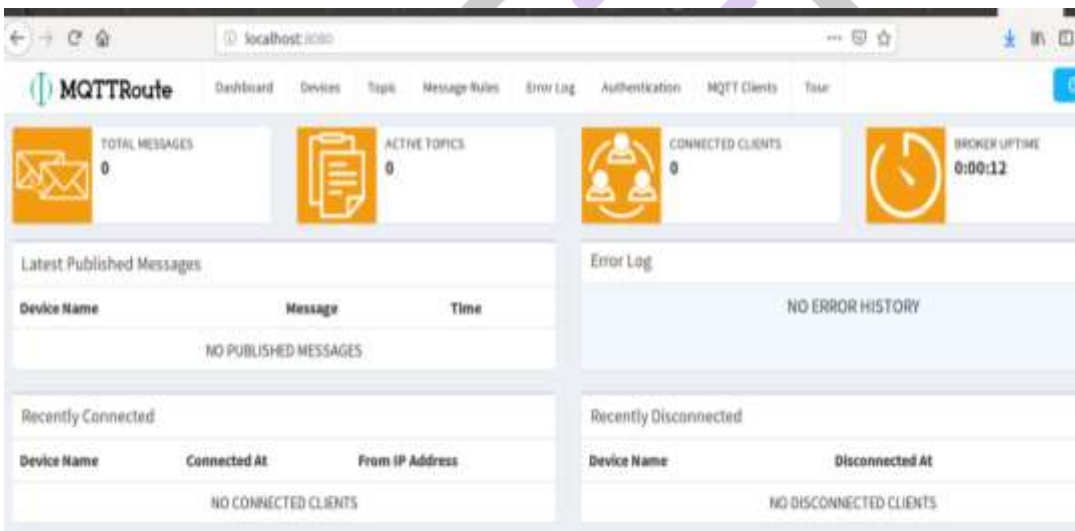 localhost:8080
MQTTRoute Dashboard Devices Topic Message Rules Error Log Authentication MQTT Clients Tour
TOTAL MESSAGES
0
ACTIVE TOPICS
0
CONNECTED CLIENTS
0
BROKER UPTIME
0:00:12
Latest Published Messages
Device Name Message Time
NO PUBLISHED MESSAGES
Error Log
NO ERROR HISTORY
Recently Connected
Device Name Connected At From IP Address
NO CONNECTED CLIENTS
Recently Disconnected
Device Name Disconnected At
NO DISCONNECTED CLIENTS